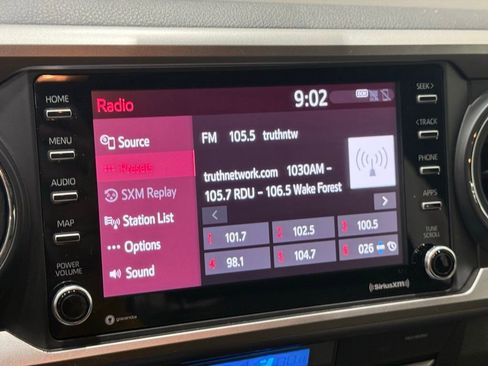 Radio
9:02
HOME
MENU
AUDIO
MAP
POWER
VOLUME
Source
Presets
SXM Replay
Station List
Options
Sound
FM 105.5 truthntw
truthnetwork.com 1030AM –
105.7 RDU – 106.5 Wake Forest
101.7 102.5 100.5
98.1 104.7 026
SEEK>
<TRACK
PHONE
APPS
TUNE
SCROLL
SiriusXM
gracenote